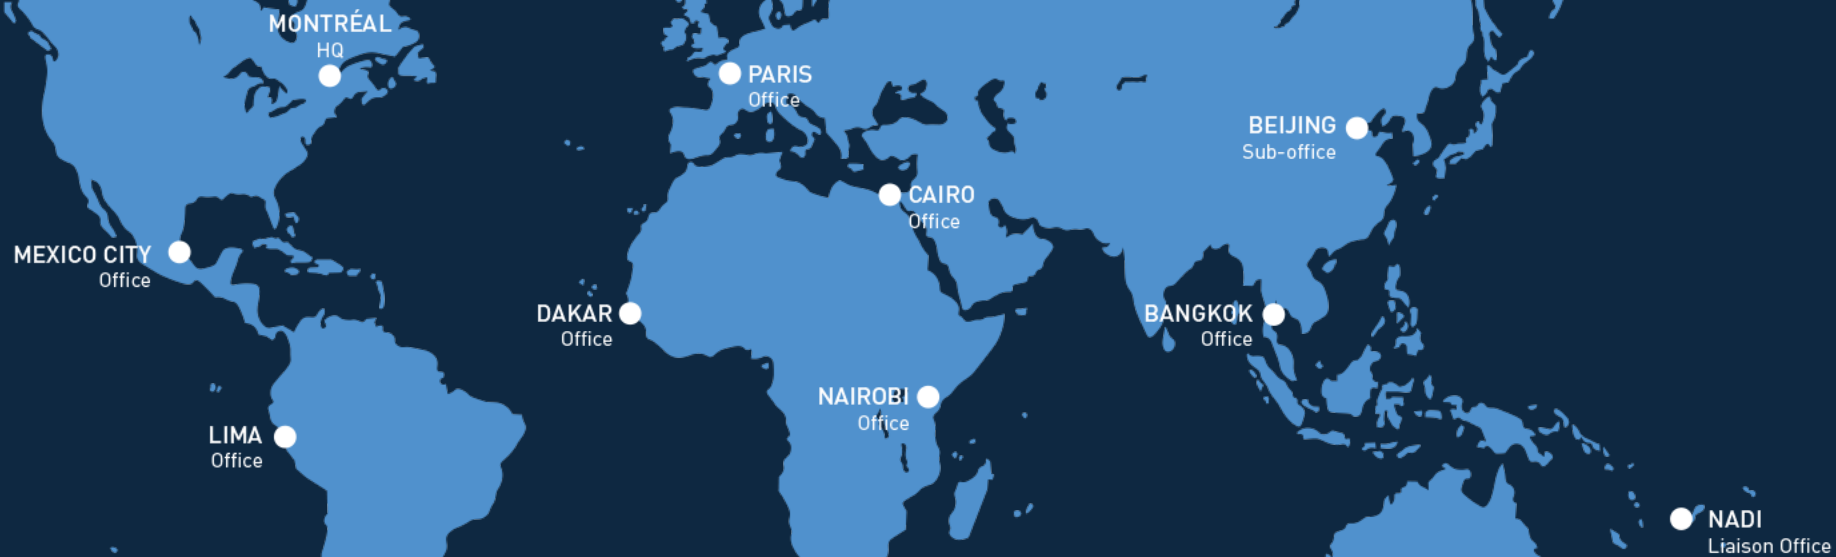 MONTRÉAL
HQ
PARIS
Office
BEIJING
Sub-office
CAIRO
Office
MEXICO CITY
Office
DAKAR
Office
BANGKOK
Office
NAIROBI
Office
LIMA
Office
NADI
Liaison Office